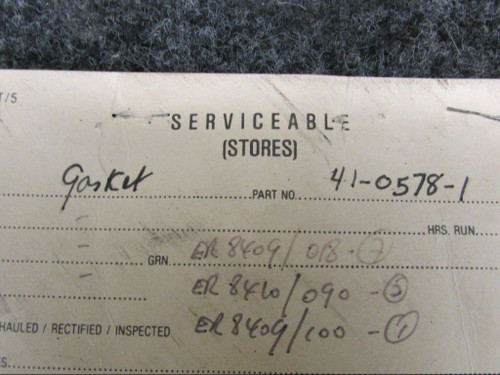 T/5
SERVICEABLE
(STORES)
Gasket PART NO. 41-0578-1
HRS. RUN
GRN. ER 8409/018-
ER 8410/090-
HAULED / RECTIFIED / INSPECTED ER 8409/100-①
S.